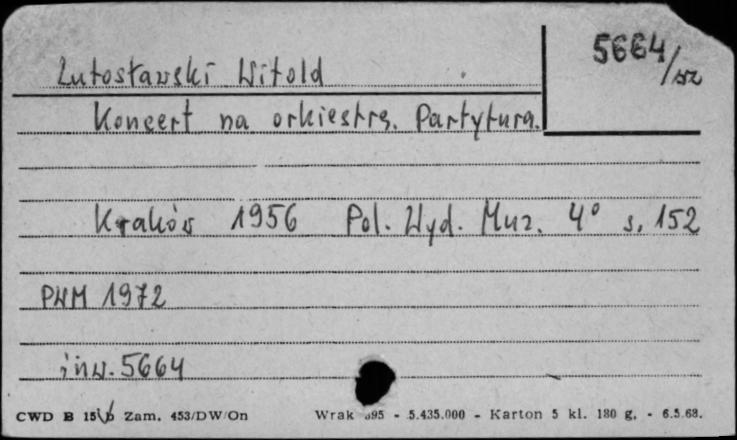 5664/sz
Lutosławski Witold
Koncert na orkiestrę. Partytura.
Kraków 1956 Pol. Wyd. Muz. 4° s. 152
PWM 1972
inw. 5664
CWD B 15 Zam. 453/DW/On Wrak 595 - 5.435.000 - Karton 5 kl. 180 g. - 6.5.68.